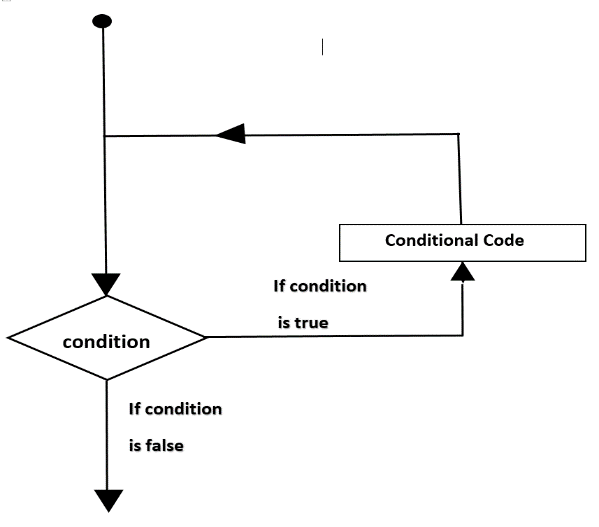 Conditional Code
If condition
is true
condition
If condition
is false